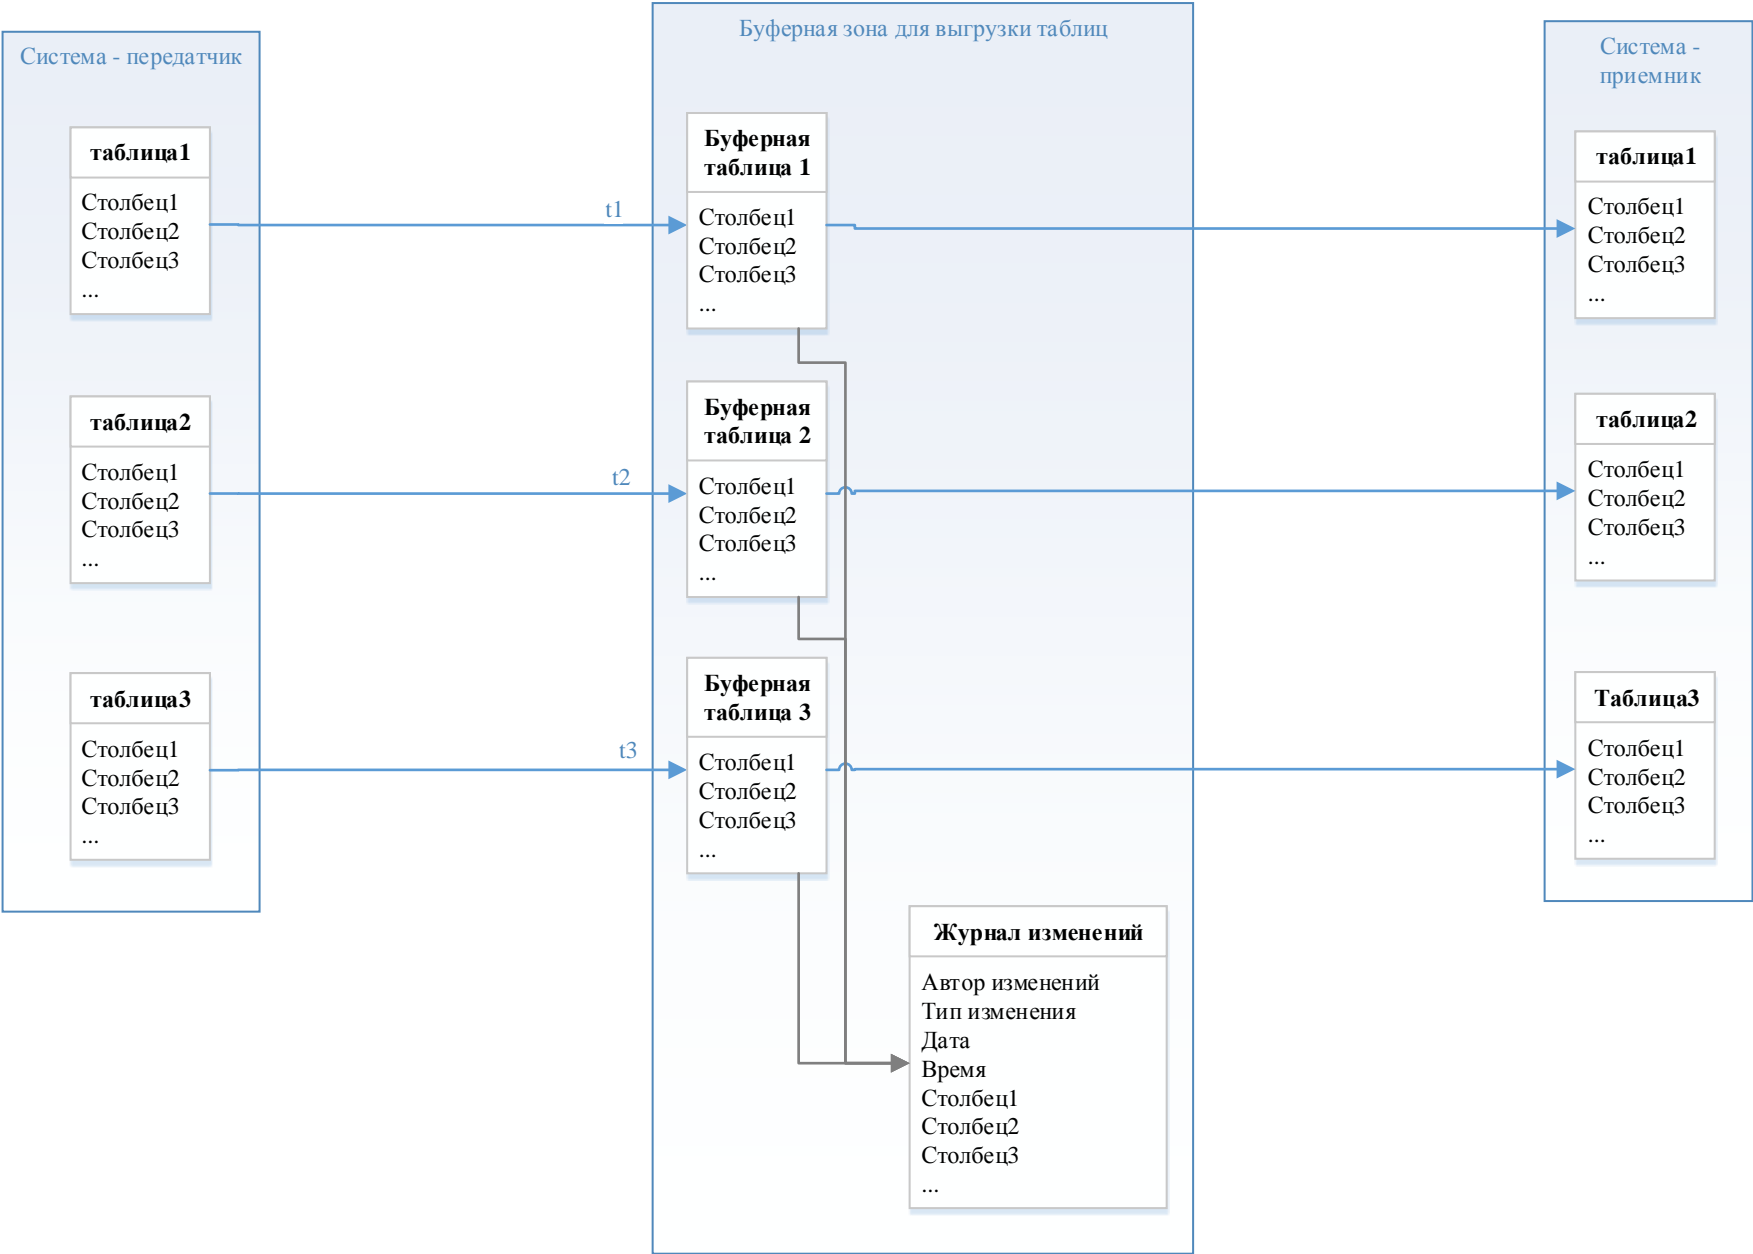 Система - передатчик
таблица1
Столбец1
Столбец2
Столбец3
...
таблица2
Столбец1
Столбец2
Столбец3
...
таблица3
Столбец1
Столбец2
Столбец3
...
t1
t2
t3
Буферная зона для выгрузки таблиц
Буферная
таблица 1
Столбец1
Столбец2
Столбец3
...
Буферная
таблица 2
Столбец1
Столбец2
Столбец3
...
Буферная
таблица 3
Столбец1
Столбец2
Столбец3
...
Журнал изменений
Автор изменений
Тип изменения
Дата
Время
Столбец1
Столбец2
Столбец3
...
Система -
приемник
таблица1
Столбец1
Столбец2
Столбец3
...
таблица2
Столбец1
Столбец2
Столбец3
...
Таблица3
Столбец1
Столбец2
Столбец3
...